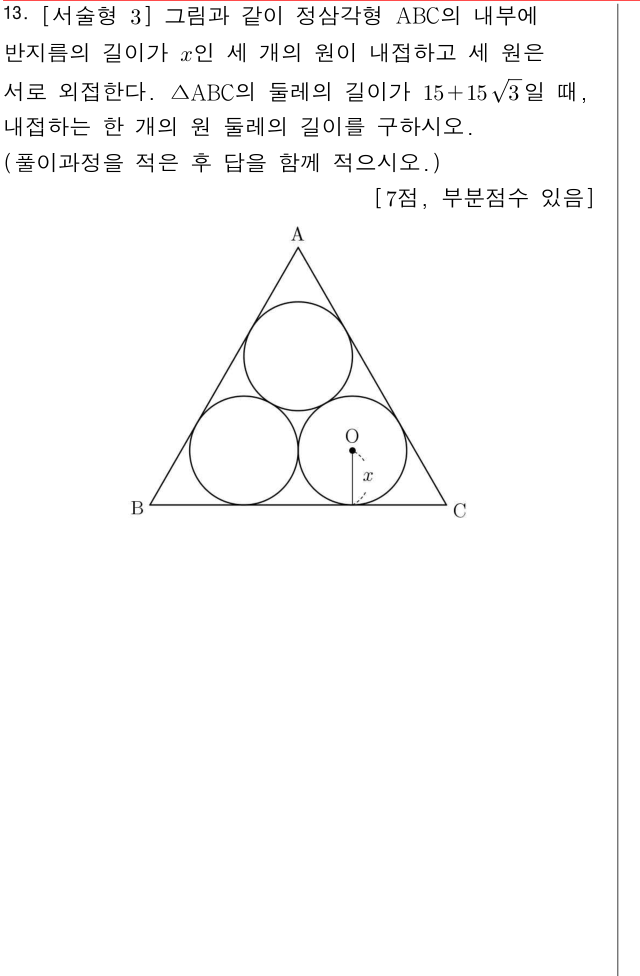 13. [서술형 3] 그림과 같이 정삼각형 ABC의 내부에
반지름의 길이가 x인 세 개의 원이 내접하고 세 원은
서로 외접한다. △ABC의 둘레의 길이가 15+15√3일 때,
내접하는 한 개의 원 둘레의 길이를 구하시오.
(풀이과정을 적은 후 답을 함께 적으시오.)
[7점, 부분점수 있음]
A
O
x
B
C